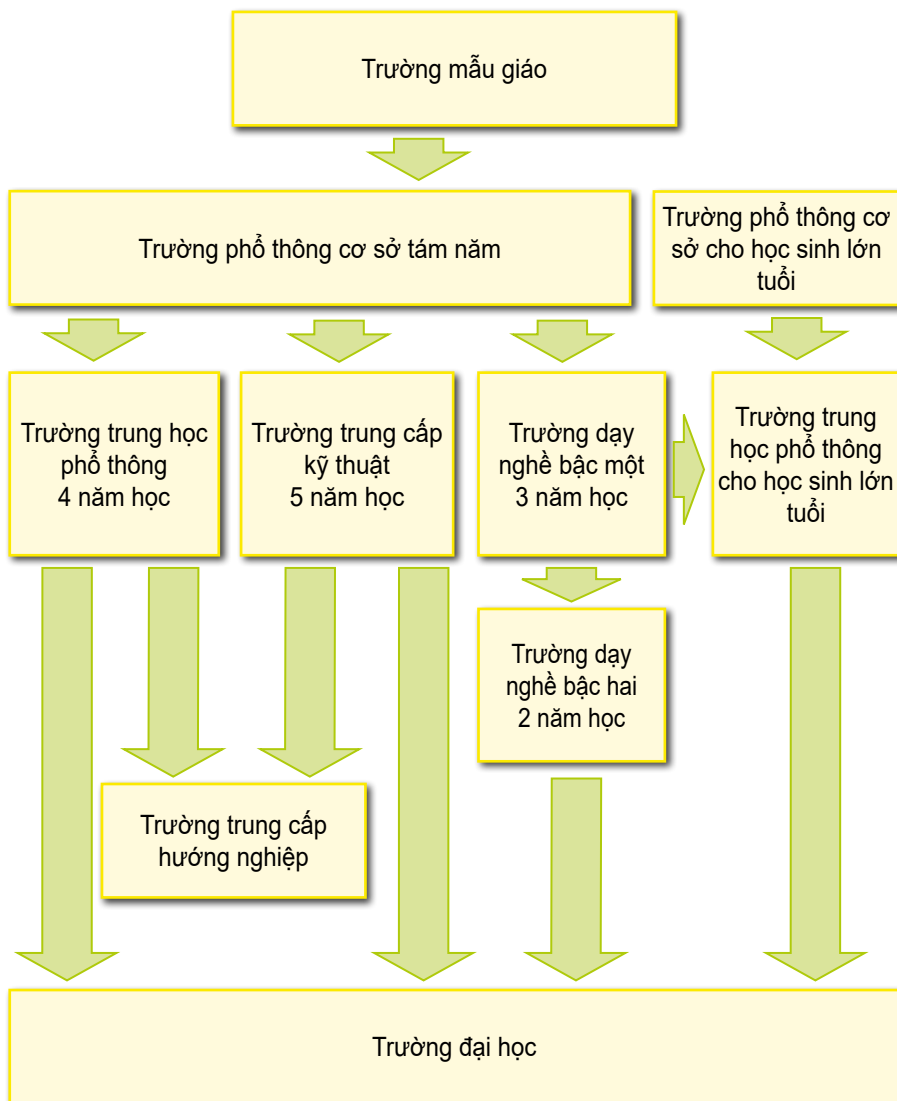 Trường mẫu giáo
Trường phổ thông cơ sở tám năm
Trường phổ thông cơ
sở cho học sinh lớn
tuổi
Trường trung học
phổ thông
4 năm học
Trường trung cấp
kỹ thuật
5 năm học
Trường dạy
nghề bậc một
3 năm học
Trường trung
học phổ thông
cho học sinh lớn
tuổi
Trường dạy
nghề bậc hai
2 năm học
Trường trung cấp
hướng nghiệp
Trường đại học